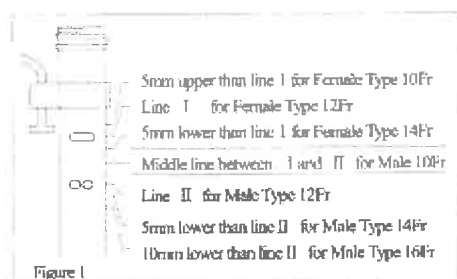 5mm upper than line I for Female Type 10Fr
Line I for Female Type 12Fr
5mm lower than line I for Female Type 14Fr
Middle line between I and II for Male 10Fr
Line II for Male Type 12Fr
5mm lower than line II for Male Type 14Fr
10mm lower than line II for Male Type 16Fr
Figure 1